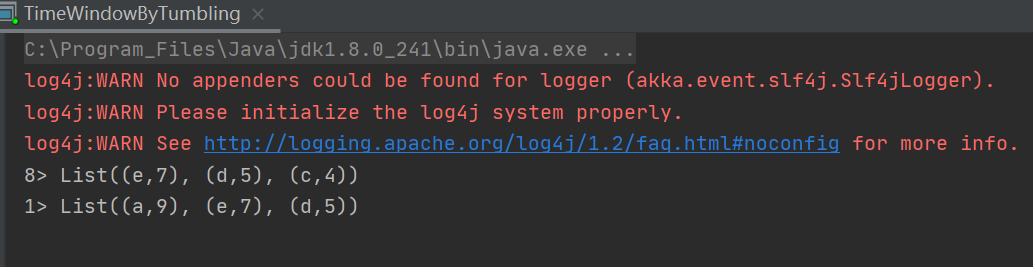 TimeWindowByTumbling ×
C:\Program_Files\Java\jdk1.8.0_241\bin\java.exe ...
log4j:WARN No appenders could be found for logger (akka.event.slf4j.Slf4jLogger).
log4j:WARN Please initialize the log4j system properly.
log4j:WARN See http://logging.apache.org/log4j/1.2/faq.html#noconfig for more info.
8> List((e,7), (d,5), (c,4))
1> List((a,9), (e,7), (d,5))